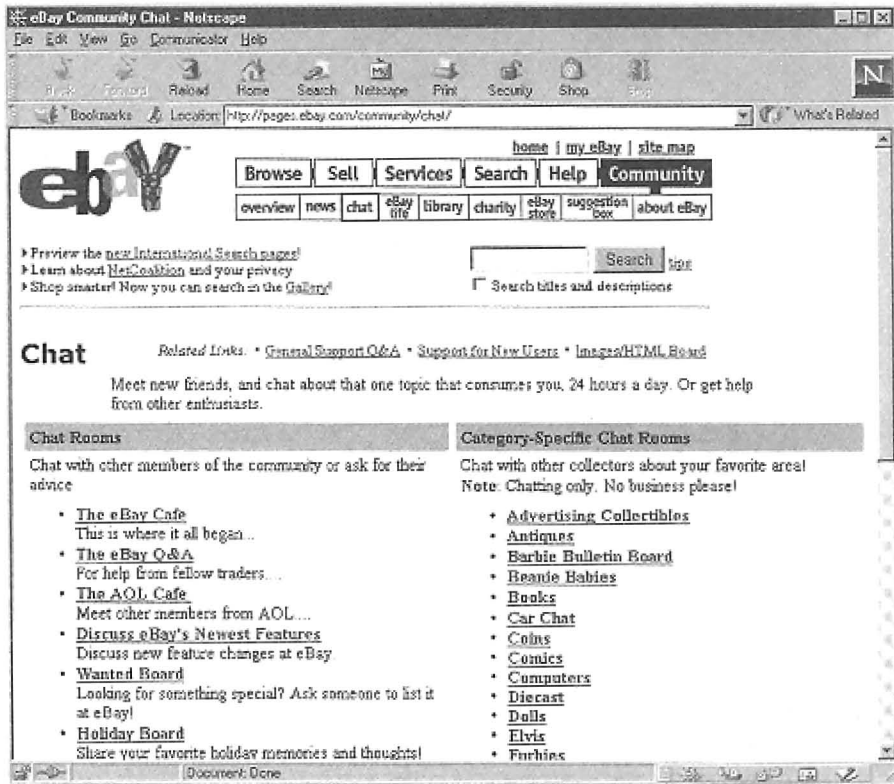 eBay Community Chat - Netscape
File Edit View Go Communicator Help
Back Forward Reload Home Search Netscape Print Security Shop Stop
Bookmarks Location: http://pages.ebay.com/community/chat/ What's Related
home | my eBay | site map
ebaY™
Browse Sell Services Search Help Community
overview news chat eBay life library charity eBay store suggestion box about eBay
Preview the new International Search pages!
Learn about NetCoalition and your privacy
Shop smarter! Now you can search in the Gallery!
Search tips
Search titles and descriptions
Chat
Related Links: • General Support Q&A • Support for New Users • Images/HTML Board
Meet new friends, and chat about that one topic that consumes you, 24 hours a day. Or get help
from other enthusiasts.
Chat Rooms
Chat with other members of the community or ask for their
advice
• The eBay Cafe
This is where it all began...
• The eBay Q&A
For help from fellow traders....
• The AOL Cafe
Meet other members from AOL....
• Discuss eBay's Newest Features
Discuss new feature changes at eBay
• Wanted Board
Looking for something special? Ask someone to list it
at eBay!
• Holiday Board
Share your favorite holiday memories and thoughts!
Category-Specific Chat Rooms
Chat with other collectors about your favorite area!
Note: Chatting only. No business please!
• Advertising Collectibles
• Antiques
• Barbie Bulletin Board
• Beanie Babies
• Books
• Car Chat
• Coins
• Comics
• Computers
• Diecast
• Dolls
• Elvis
• Furbies
Document: Done